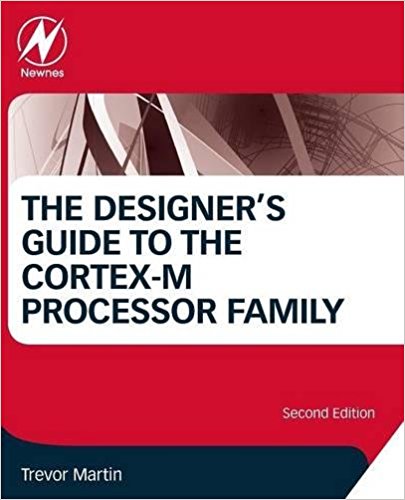 Newnes
THE DESIGNER'S
GUIDE TO THE
CORTEX-M
PROCESSOR FAMILY
Second Edition
Trevor Martin